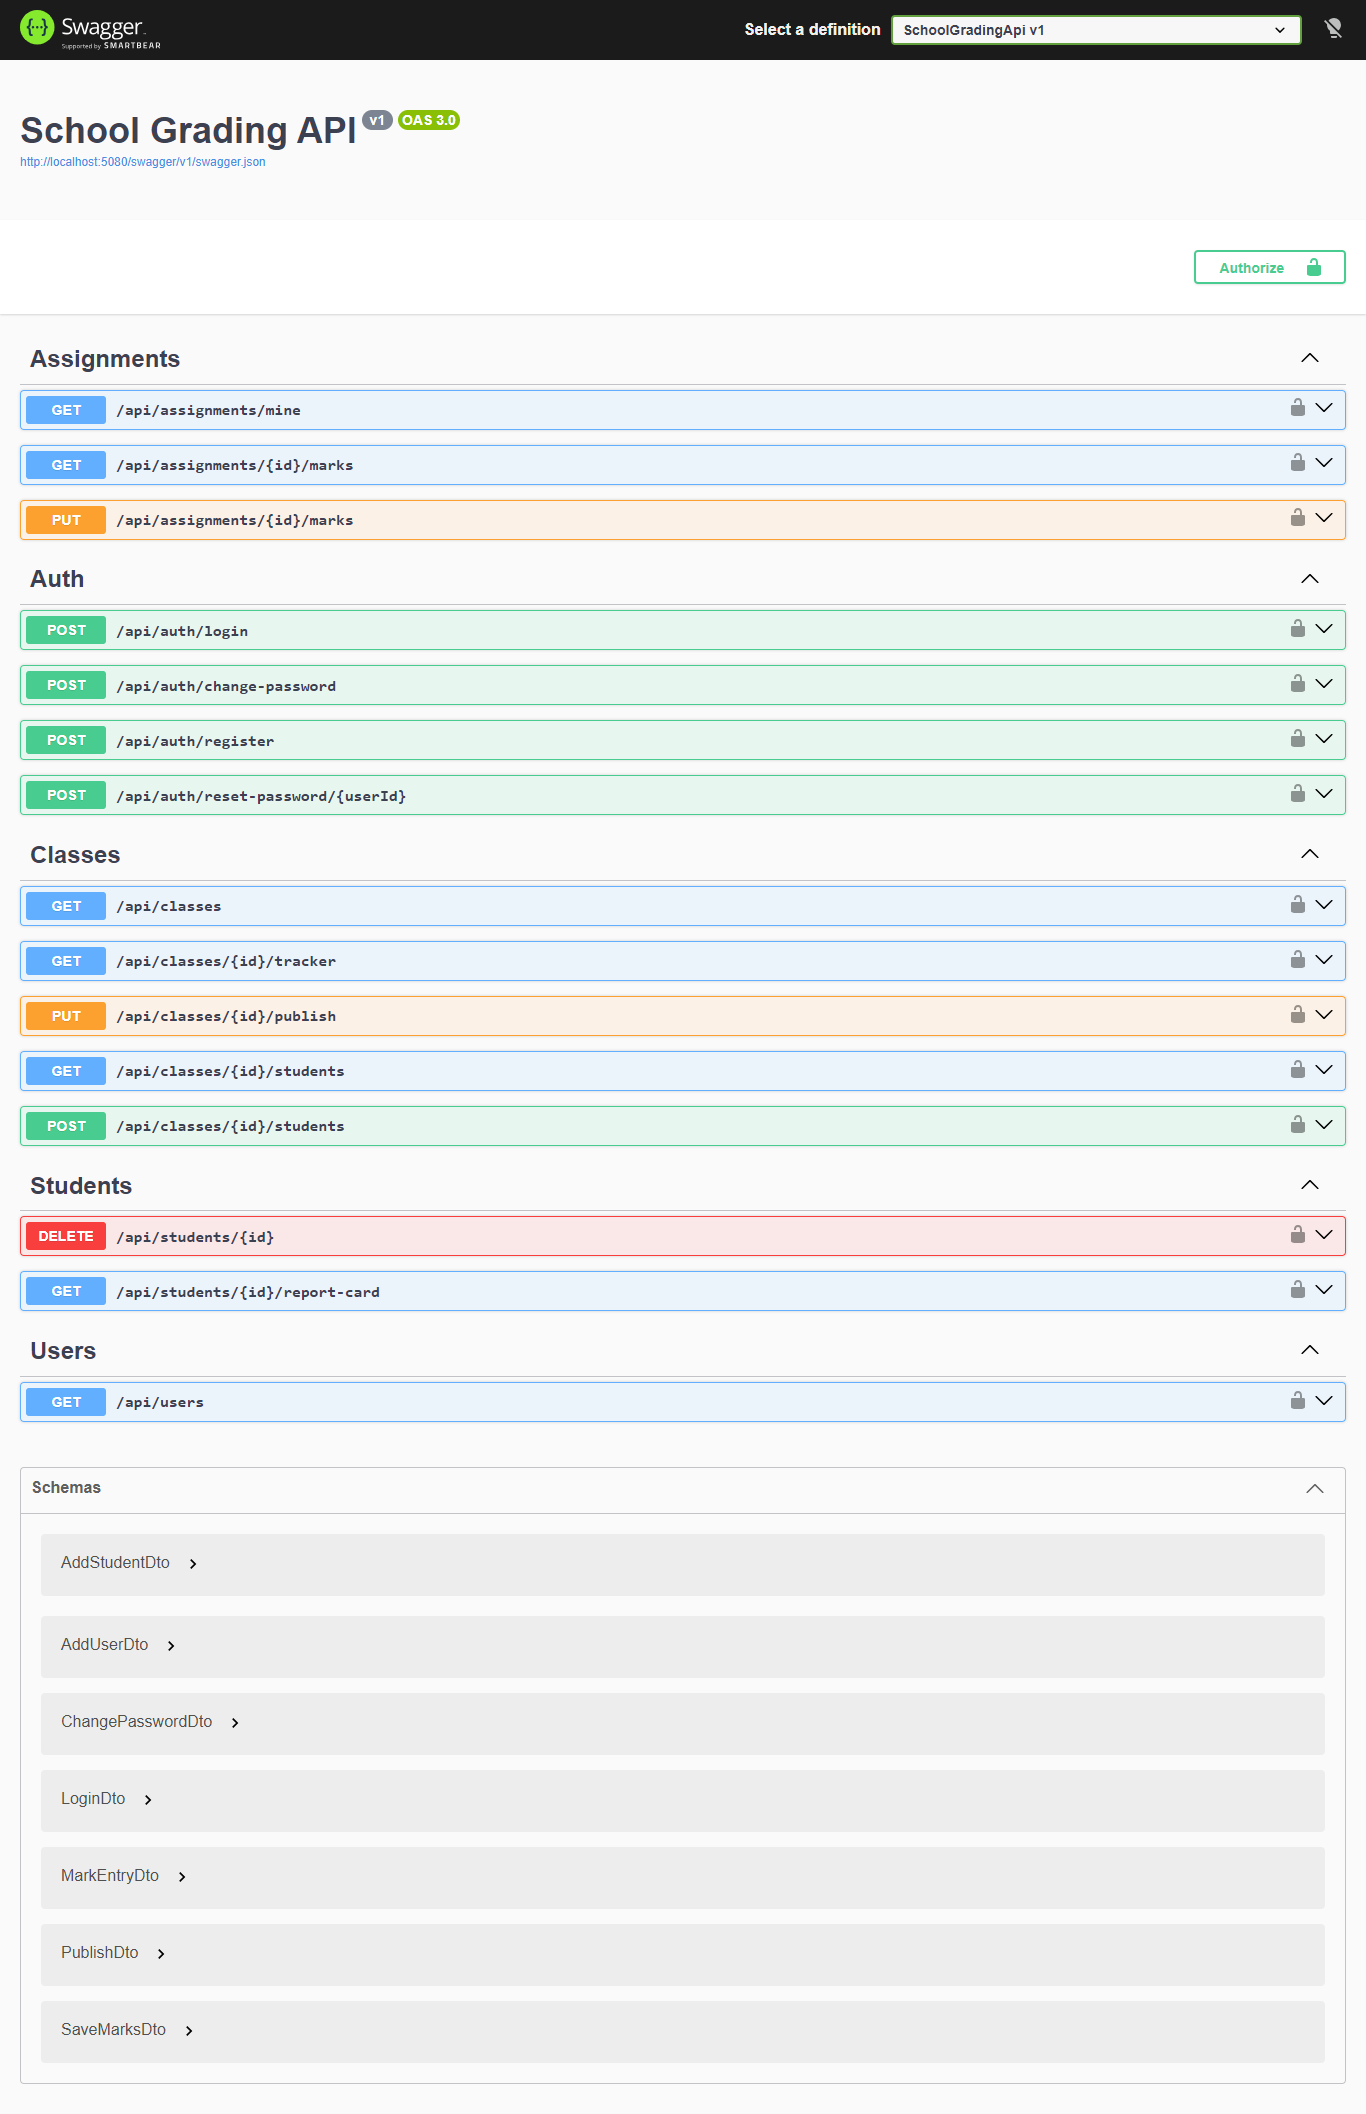 Swagger
Supported by SMARTBEAR
Select a definition
SchoolGradingApi v1
School Grading API v1 OAS 3.0
http://localhost:5080/swagger/v1/swagger.json
Authorize
Assignments
GET /api/assignments/mine
GET /api/assignments/{id}/marks
PUT /api/assignments/{id}/marks
Auth
POST /api/auth/login
POST /api/auth/change-password
POST /api/auth/register
POST /api/auth/reset-password/{userId}
Classes
GET /api/classes
GET /api/classes/{id}/tracker
PUT /api/classes/{id}/publish
GET /api/classes/{id}/students
POST /api/classes/{id}/students
Students
DELETE /api/students/{id}
GET /api/students/{id}/report-card
Users
GET /api/users
Schemas
AddStudentDto
AddUserDto
ChangePasswordDto
LoginDto
MarkEntryDto
PublishDto
SaveMarksDto